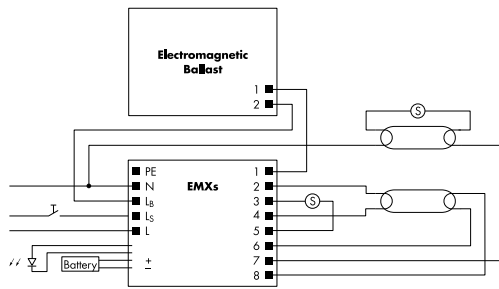 Electromagnetic
Ballast
1
2
S
PE
N
LB
LS
L
+
−
EMXs
1
2
3
4
5
6
7
8
S
Battery